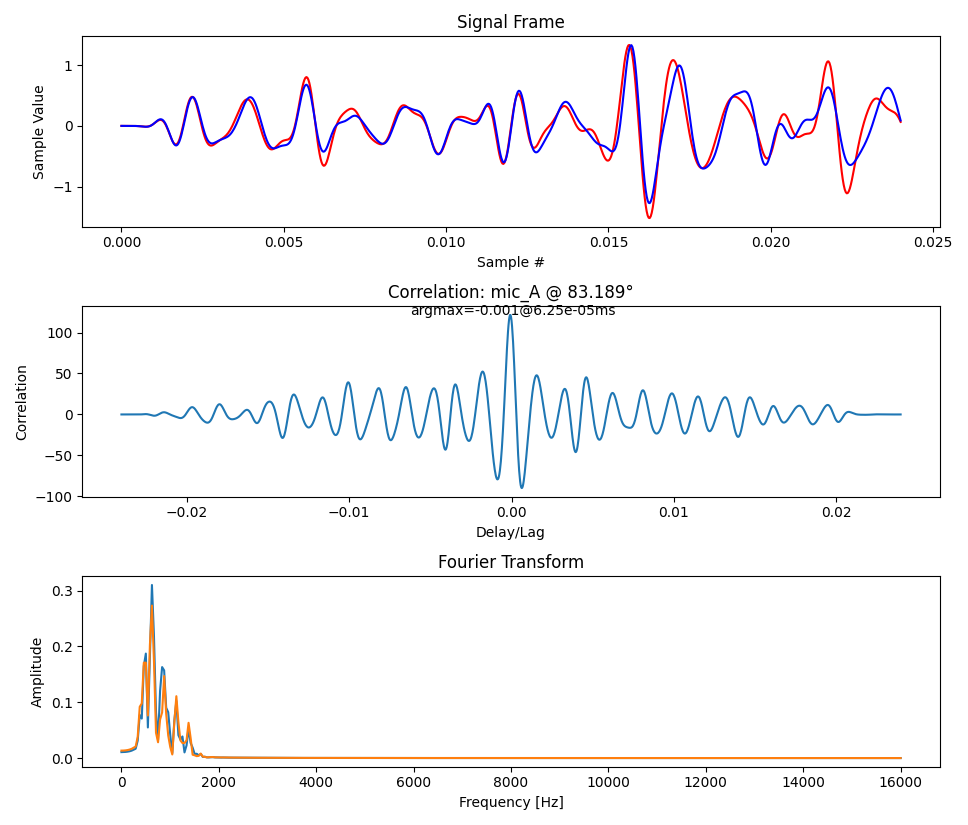 Signal Frame
1
0
−1
Sample Value
0.000 0.005 0.010 0.015 0.020 0.025
Sample #
Correlation: mic_A @ 83.189°
argmax=-0.001@6.25e-05ms
100
50
0
−50
−100
Correlation
−0.02 −0.01 0.00 0.01 0.02
Delay/Lag
Fourier Transform
0.3
0.2
0.1
0.0
Amplitude
0 2000 4000 6000 8000 10000 12000 14000 16000
Frequency [Hz]